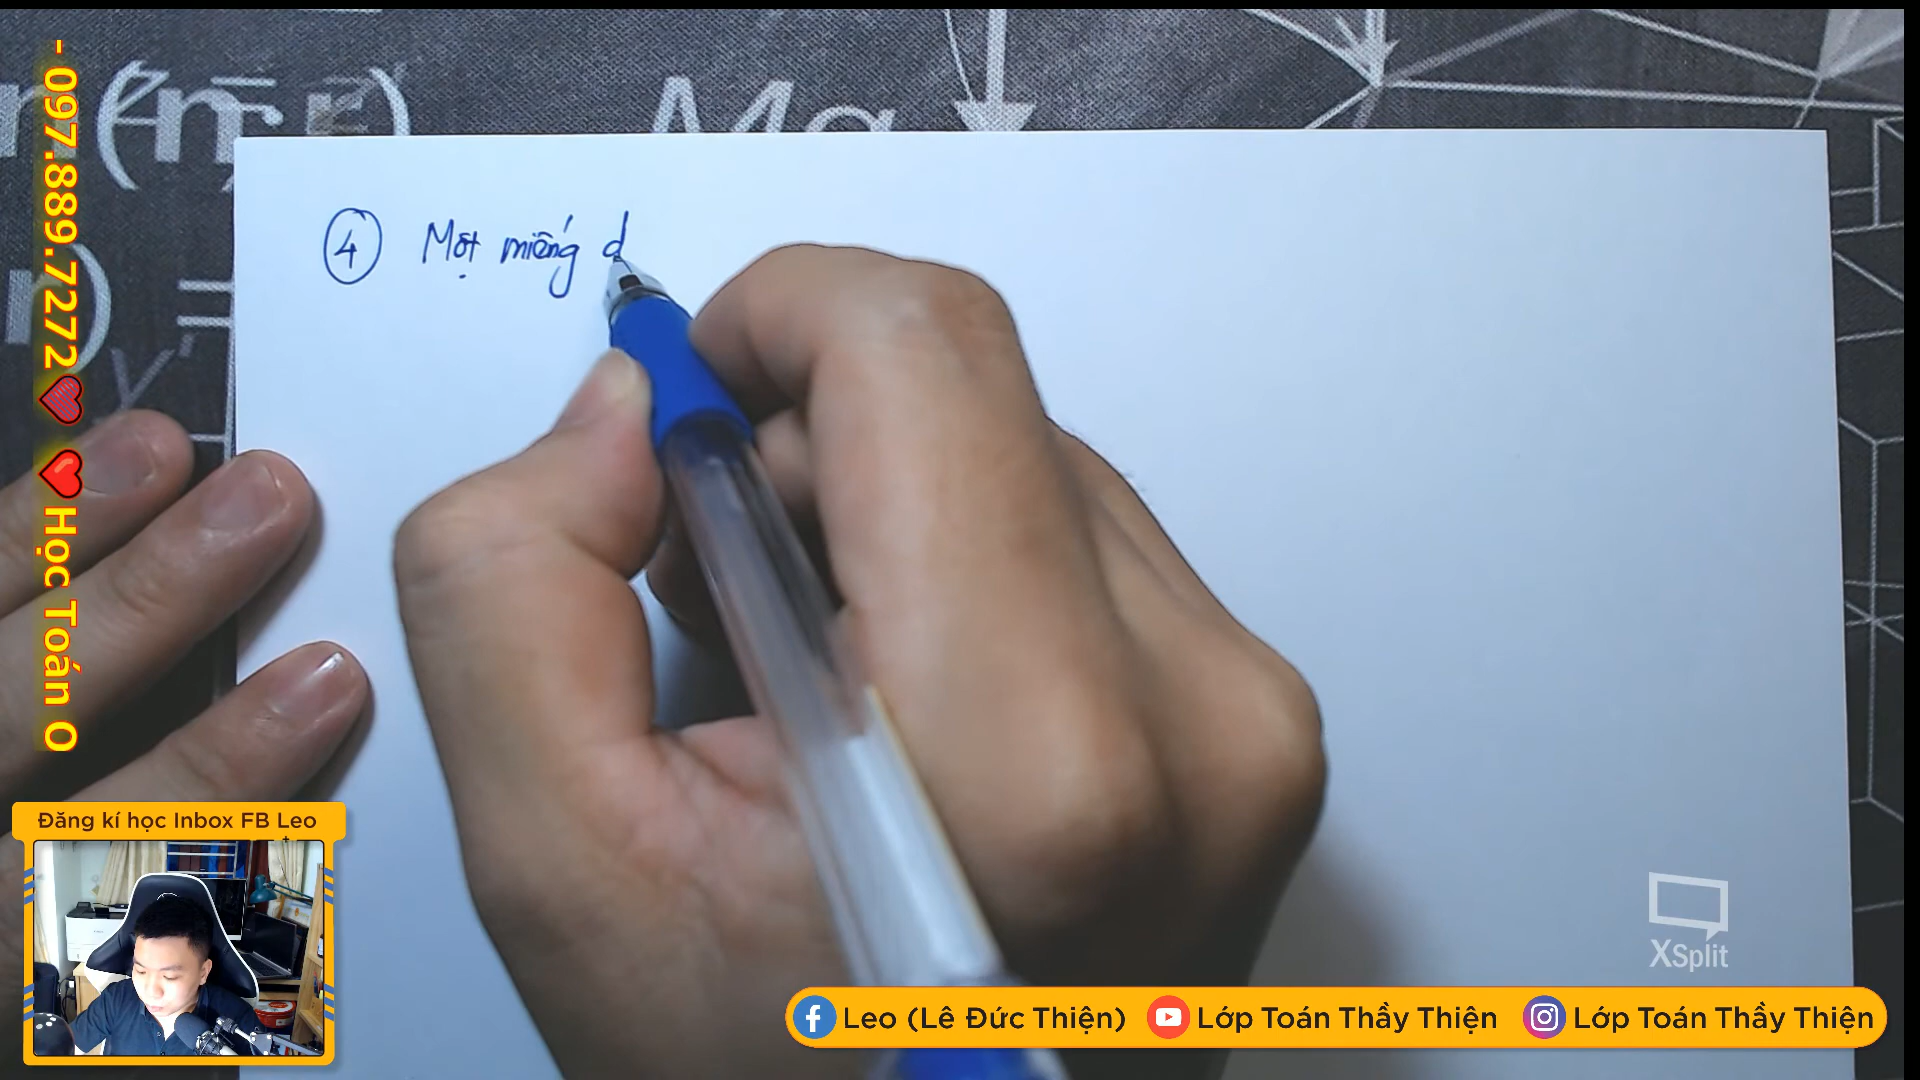 ④ Một miếng d
- 097.889.7272❤ ❤Học Toán O
Đăng kí học Inbox FB Leo
XSplit
Leo (Lê Đức Thiện) Lớp Toán Thầy Thiện Lớp Toán Thầy Thiện